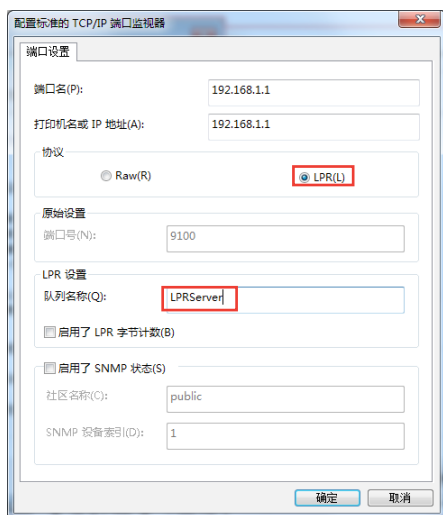 配置标准的 TCP/IP 端口监视器
端口设置
端口名(P): 192.168.1.1
打印机名或 IP 地址(A): 192.168.1.1
协议
Raw(R) LPR(L)
原始设置
端口号(N): 9100
LPR 设置
队列名称(Q): LPRServer
启用了 LPR 字节计数(B)
启用了 SNMP 状态(S)
社区名称(C): public
SNMP 设备索引(D): 1
确定 取消